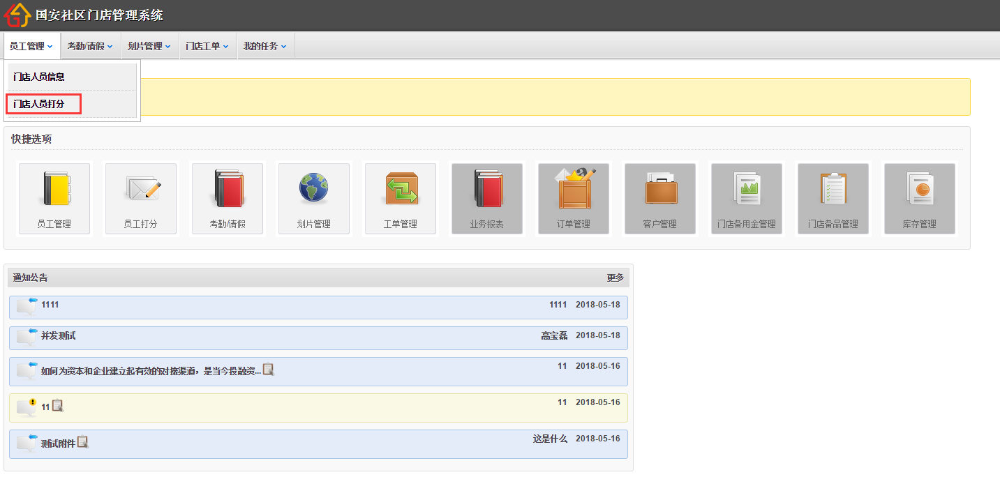 国安社区门店管理系统
员工管理 考勤/请假 划片管理 门店工单 我的任务
门店人员信息
门店人员打分
快捷选项
员工管理 员工打分 考勤/请假 划片管理 工单管理 业务报表 订单管理 客户管理 门店备用金管理 门店备品管理 库存管理
通知公告 更多
1111 1111 2018-05-18
并发测试 高宝磊 2018-05-18
如何为资本和企业建立起有效的对接渠道，是当今投融资... 11 2018-05-16
11 11 2018-05-16
测试附件 这是什么 2018-05-16